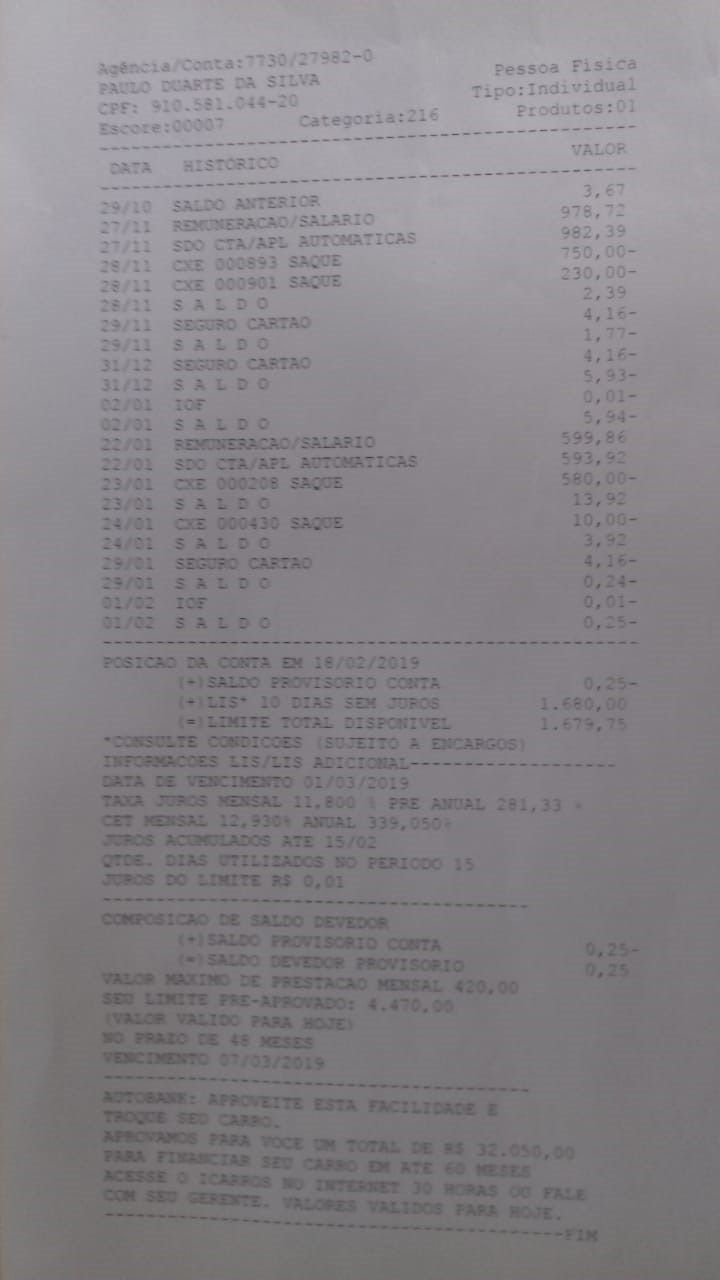 Agência/Conta:7730/27982-0
PAULO DUARTE DA SILVA Pessoa Fisica
CPF: 910.581.044-20 Tipo:Individual
Escore:00007 Categoria:216 Produtos:01
--------------------------------------------------
DATA HISTÓRICO VALOR
--------------------------------------------------
29/10 SALDO ANTERIOR 3,67
27/11 REMUNERACAO/SALARIO 978,72
27/11 SDO CTA/APL AUTOMATICAS 982,39
28/11 CXE 000893 SAQUE 750,00-
28/11 CXE 000901 SAQUE 230,00-
28/11 S A L D O 2,39
29/11 SEGURO CARTAO 4,16-
29/11 S A L D O 1,77-
31/12 SEGURO CARTAO 4,16-
31/12 S A L D O 5,93-
02/01 IOF 0,01-
02/01 S A L D O 5,94-
22/01 REMUNERACAO/SALARIO 599,86
22/01 SDO CTA/APL AUTOMATICAS 593,92
23/01 CXE 000208 SAQUE 580,00-
23/01 S A L D O 13,92
24/01 CXE 000430 SAQUE 10,00-
24/01 S A L D O 3,92
29/01 SEGURO CARTAO 4,16-
29/01 S A L D O 0,24-
01/02 IOF 0,01-
01/02 S A L D O 0,25-
--------------------------------------------------
POSICAO DA CONTA EM 18/02/2019
(+)SALDO PROVISORIO CONTA 0,25-
(+)LIS* 10 DIAS SEM JUROS 1.680,00
(=)LIMITE TOTAL DISPONIVEL 1.679,75
*CONSULTE CONDICOES (SUJEITO A ENCARGOS)
INFORMACOES LIS/LIS ADICIONAL-------------------
DATA DE VENCIMENTO 01/03/2019
TAXA JUROS MENSAL 11,800 % PRE ANUAL 281,33 %
CET MENSAL 12,930% ANUAL 339,050%
JUROS ACUMULADOS ATE 15/02
QTDE. DIAS UTILIZADOS NO PERIODO 15
JUROS DO LIMITE R$ 0,01
----------------------------------------
COMPOSICAO DE SALDO DEVEDOR
(+)SALDO PROVISORIO CONTA 0,25-
(=)SALDO DEVEDOR PROVISORIO 0,25
VALOR MAXIMO DE PRESTACAO MENSAL 420,00
SEU LIMITE PRE-APROVADO: 4.470,00
(VALOR VALIDO PARA HOJE)
NO PRAZO DE 48 MESES
VENCIMENTO 07/03/2019
----------------------------------------
AUTOBANK: APROVEITE ESTA FACILIDADE E
TROQUE SEU CARRO.
APROVAMOS PARA VOCE UM TOTAL DE R$ 32.050,00
PARA FINANCIAR SEU CARRO EM ATE 60 MESES
ACESSE O ICARROS NO INTERNET 30 HORAS OU FALE
COM SEU GERENTE. VALORES VALIDOS PARA HOJE.
-------------------------------------------FIM